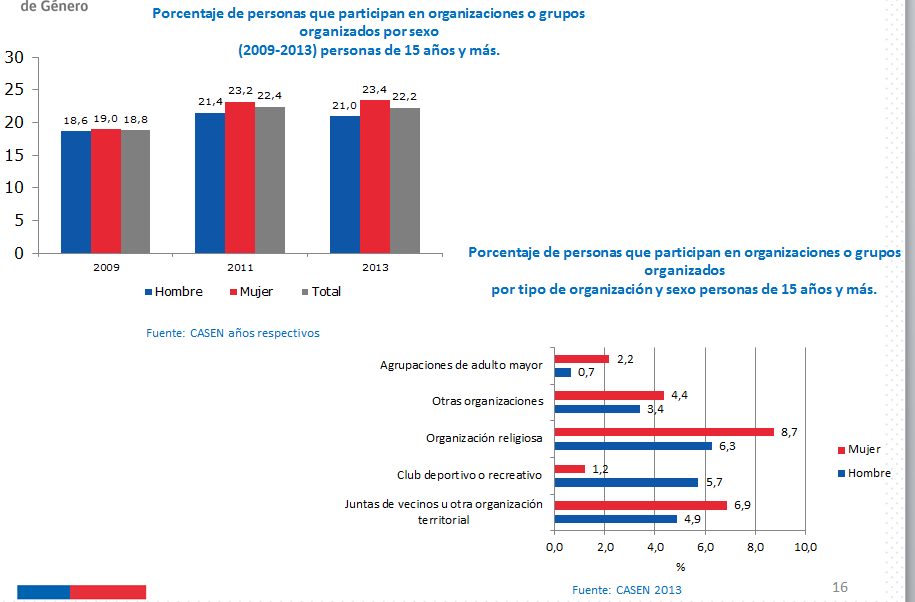 de Género
Porcentaje de personas que participan en organizaciones o grupos
organizados por sexo
(2009-2013) personas de 15 años y más.
30
25
20
15
10
5
0
18,6 19,0 18,8
21,4 23,2 22,4
21,0 23,4 22,2
2009 2011 2013
Hombre Mujer Total
Fuente: CASEN años respectivos
Porcentaje de personas que participan en organizaciones o grupos
organizados
por tipo de organización y sexo personas de 15 años y más.
Agrupaciones de adulto mayor
2,2
0,7
Otras organizaciones
4,4
3,4
Organización religiosa
8,7
6,3
Club deportivo o recreativo
1,2
5,7
Juntas de vecinos u otra organización
territorial
6,9
4,9
Mujer
Hombre
0,0 2,0 4,0 6,0 8,0 10,0
%
Fuente: CASEN 2013
16